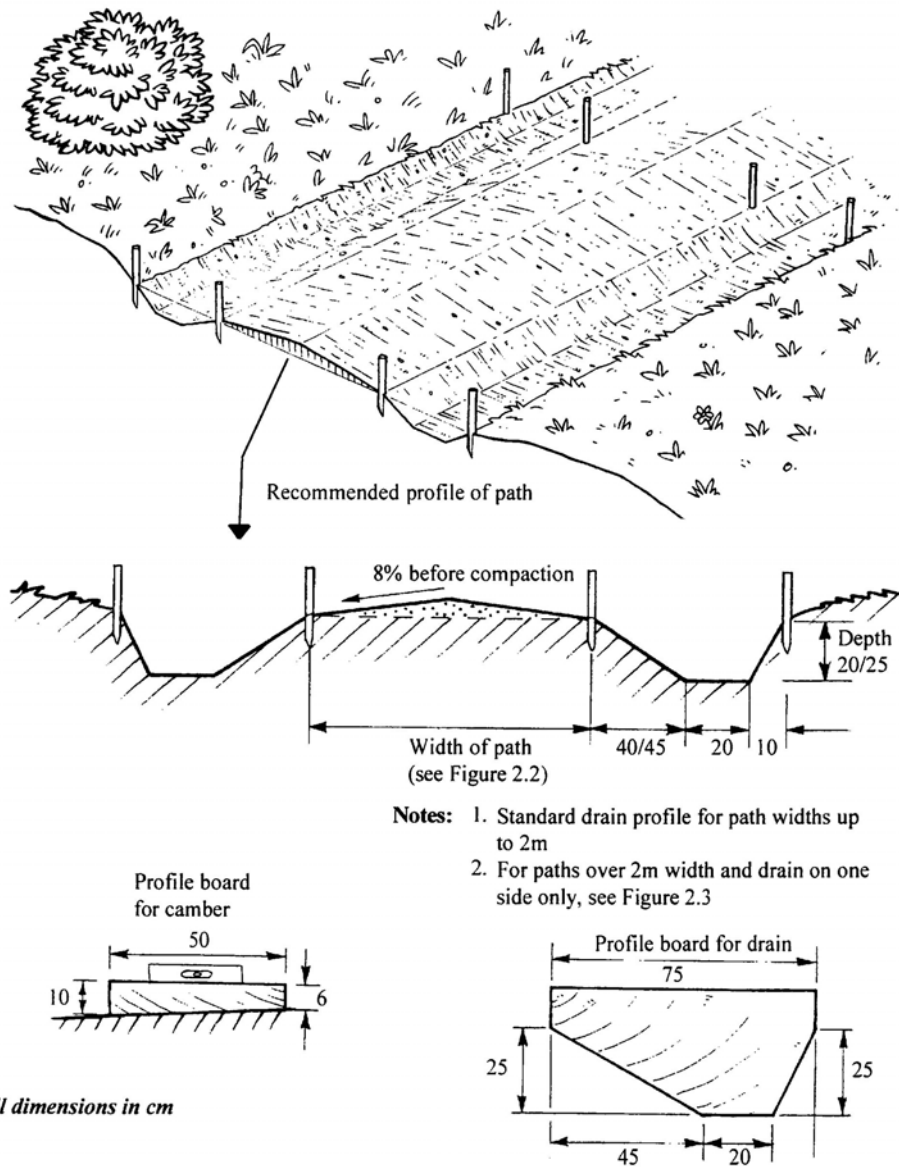 Recommended profile of path
8% before compaction
Depth
20/25
Width of path
(see Figure 2.2)
40/45
20
10
Notes: 1. Standard drain profile for path widths up
to 2m
2. For paths over 2m width and drain on one
side only, see Figure 2.3
Profile board
for camber
50
10
6
Profile board for drain
75
25
25
45
20
l dimensions in cm